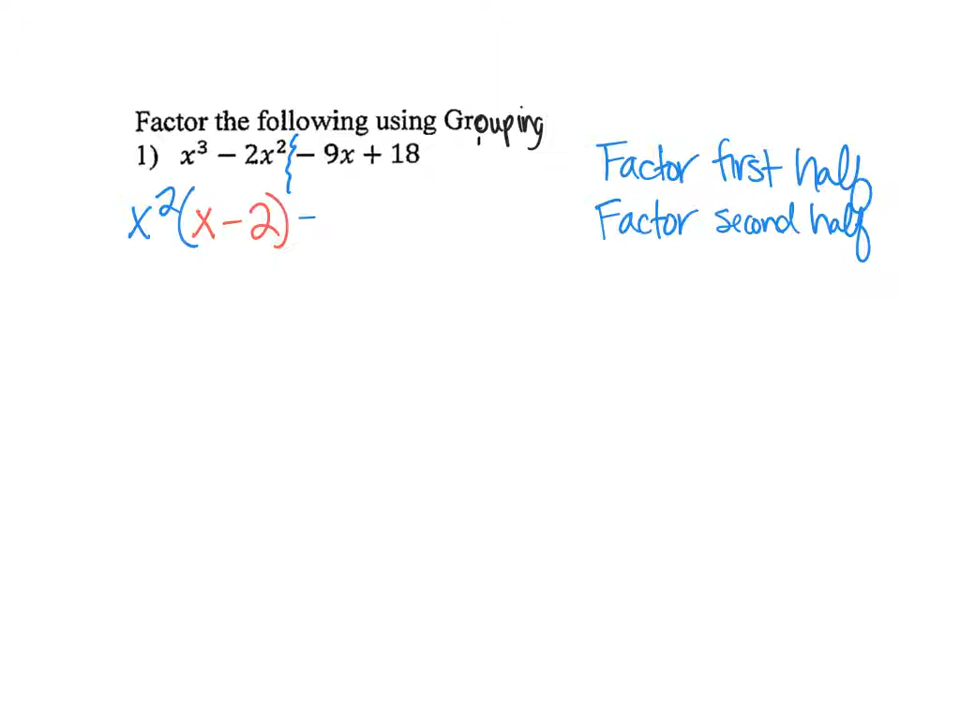 Factor the following using Grouping
1) x³ − 2x² − 9x + 18
x²(x − 2) −
Factor first half
Factor second half